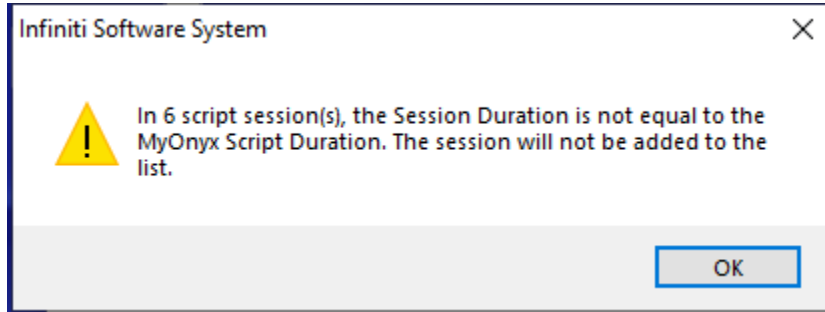 Infiniti Software System
In 6 script session(s), the Session Duration is not equal to the
MyOnyx Script Duration. The session will not be added to the
list.
OK